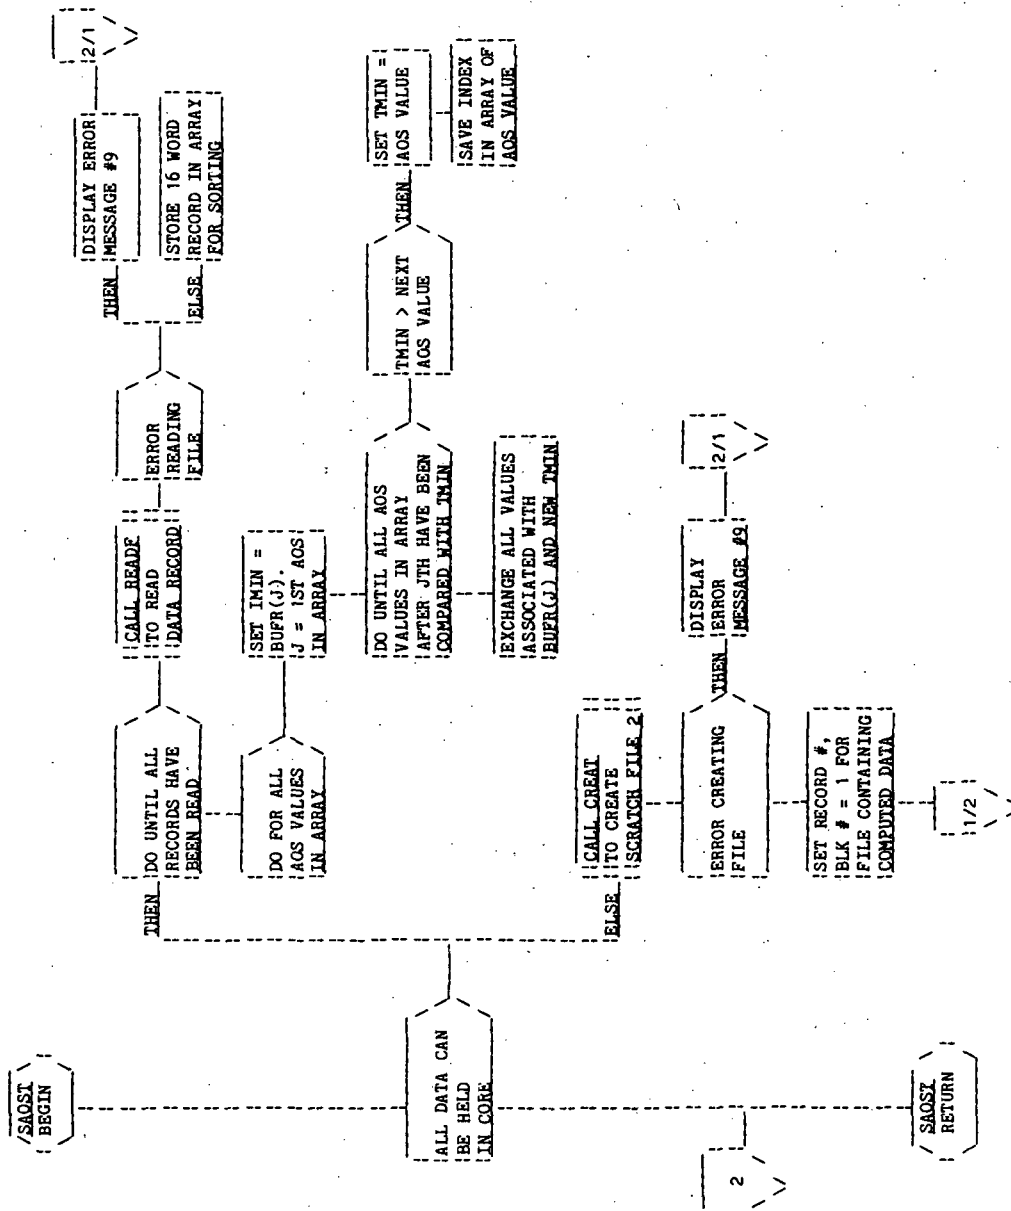 SAOST
BEGIN
ALL DATA CAN
BE HELD
IN CORE
THEN
DO UNTIL ALL
RECORDS HAVE
BEEN READ
CALL READF
TO READ
DATA RECORD
ERROR
READING
FILE
THEN
DISPLAY ERROR
MESSAGE #9
2/1
ELSE
STORE 16 WORD
RECORD IN ARRAY
FOR SORTING
DO FOR ALL
AOS VALUES
IN ARRAY
SET IMIN =
BUFR(J).
J = 1ST AOS
IN ARRAY
DO UNTIL ALL AOS
VALUES IN ARRAY
AFTER JTH HAVE BEEN
COMPARED WITH TMIN
TMIN > NEXT
AOS VALUE
THEN
SET TMIN =
AOS VALUE
SAVE INDEX
IN ARRAY OF
AOS VALUE
EXCHANGE ALL VALUES
ASSOCIATED WITH
BUFR(J) AND NEW TMIN
ELSE
CALL CREAT
TO CREATE
SCRATCH FILE 2
ERROR CREATING
FILE
THEN
DISPLAY
ERROR
MESSAGE #9
2/1
SET RECORD #,
BLK # = 1 FOR
FILE CONTAINING
COMPUTED DATA
1/2
2
SAOST
RETURN